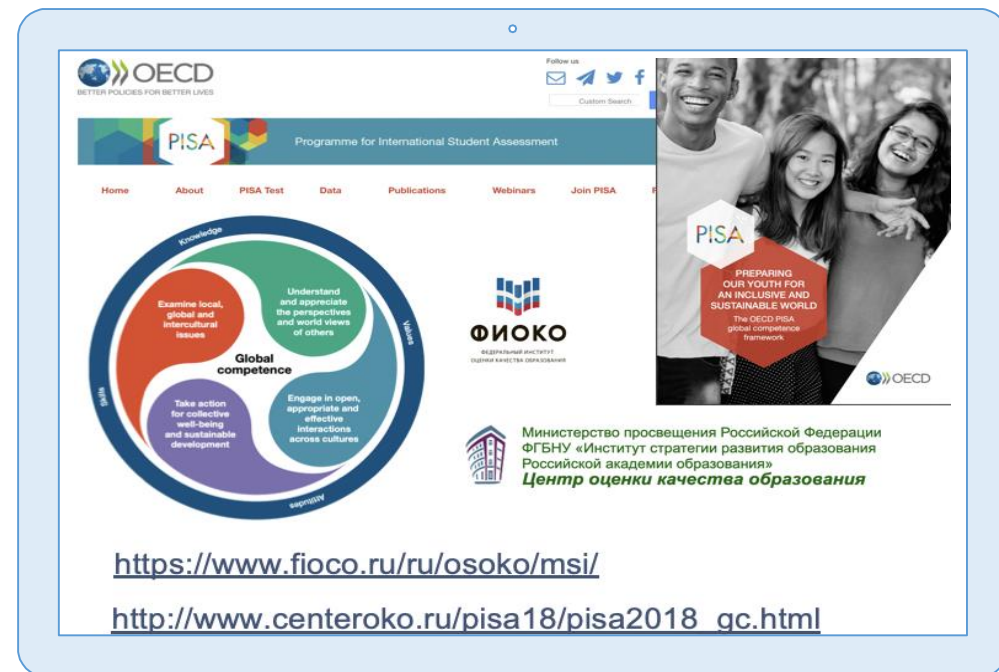 OECD
BETTER POLICIES FOR BETTER LIVES
Follow us
Custom Search
PISA
Programme for International Student Assessment
Home About PISA Test Data Publications Webinars Join PISA
Knowledge
Values
Skills
Attitudes
Examine local,
global and
intercultural
issues
Understand
and appreciate
the perspectives
and world views
of others
Global
competence
Take action
for collective
well-being
and sustainable
development
Engage in open,
appropriate and
effective
interactions
across cultures
ФИОКО
ФЕДЕРАЛЬНЫЙ ИНСТИТУТ
ОЦЕНКИ КАЧЕСТВА ОБРАЗОВАНИЯ
PISA
PREPARING
OUR YOUTH FOR
AN INCLUSIVE AND
SUSTAINABLE WORLD
The OECD PISA
global competence
framework
OECD
Министерство просвещения Российской Федерации
ФГБНУ «Институт стратегии развития образования
Российской академии образования»
Центр оценки качества образования
https://www.fioco.ru/ru/osoko/msi/
http://www.centeroko.ru/pisa18/pisa2018_gc.html